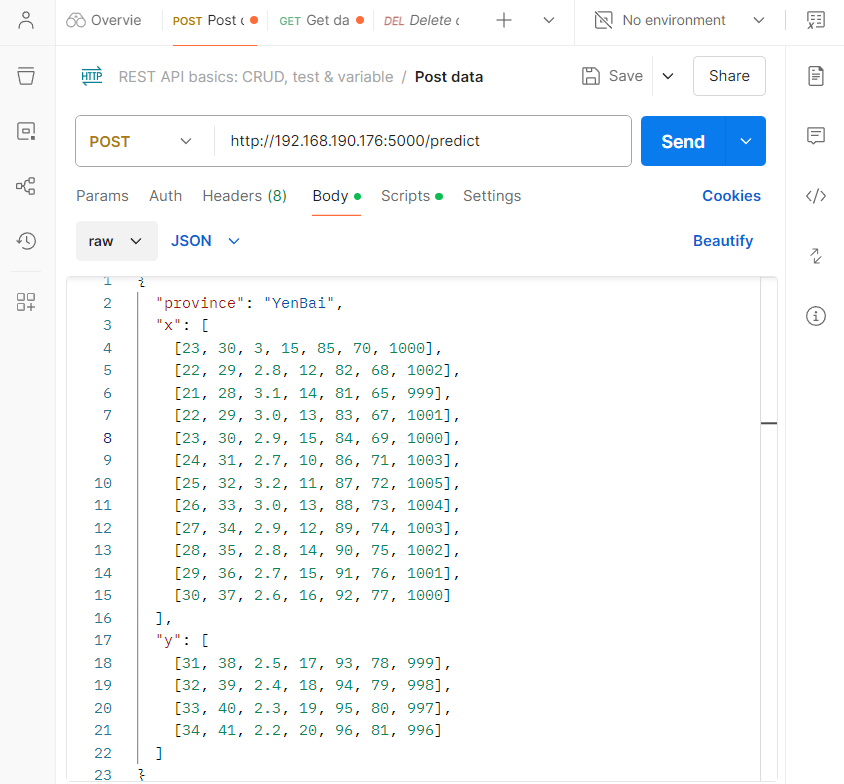 Overvie POST Post c GET Get da DEL Delete c No environment
HTTP REST API basics: CRUD, test & variable / Post data Save Share
POST http://192.168.190.176:5000/predict Send
Params Auth Headers (8) Body Scripts Settings Cookies
raw JSON Beautify
1 {
2 "province": "YenBai",
3 "x": [
4 [23, 30, 3, 15, 85, 70, 1000],
5 [22, 29, 2.8, 12, 82, 68, 1002],
6 [21, 28, 3.1, 14, 81, 65, 999],
7 [22, 29, 3.0, 13, 83, 67, 1001],
8 [23, 30, 2.9, 15, 84, 69, 1000],
9 [24, 31, 2.7, 10, 86, 71, 1003],
10 [25, 32, 3.2, 11, 87, 72, 1005],
11 [26, 33, 3.0, 13, 88, 73, 1004],
12 [27, 34, 2.9, 12, 89, 74, 1003],
13 [28, 35, 2.8, 14, 90, 75, 1002],
14 [29, 36, 2.7, 15, 91, 76, 1001],
15 [30, 37, 2.6, 16, 92, 77, 1000]
16 ],
17 "y": [
18 [31, 38, 2.5, 17, 93, 78, 999],
19 [32, 39, 2.4, 18, 94, 79, 998],
20 [33, 40, 2.3, 19, 95, 80, 997],
21 [34, 41, 2.2, 20, 96, 81, 996]
22 ]
23 }